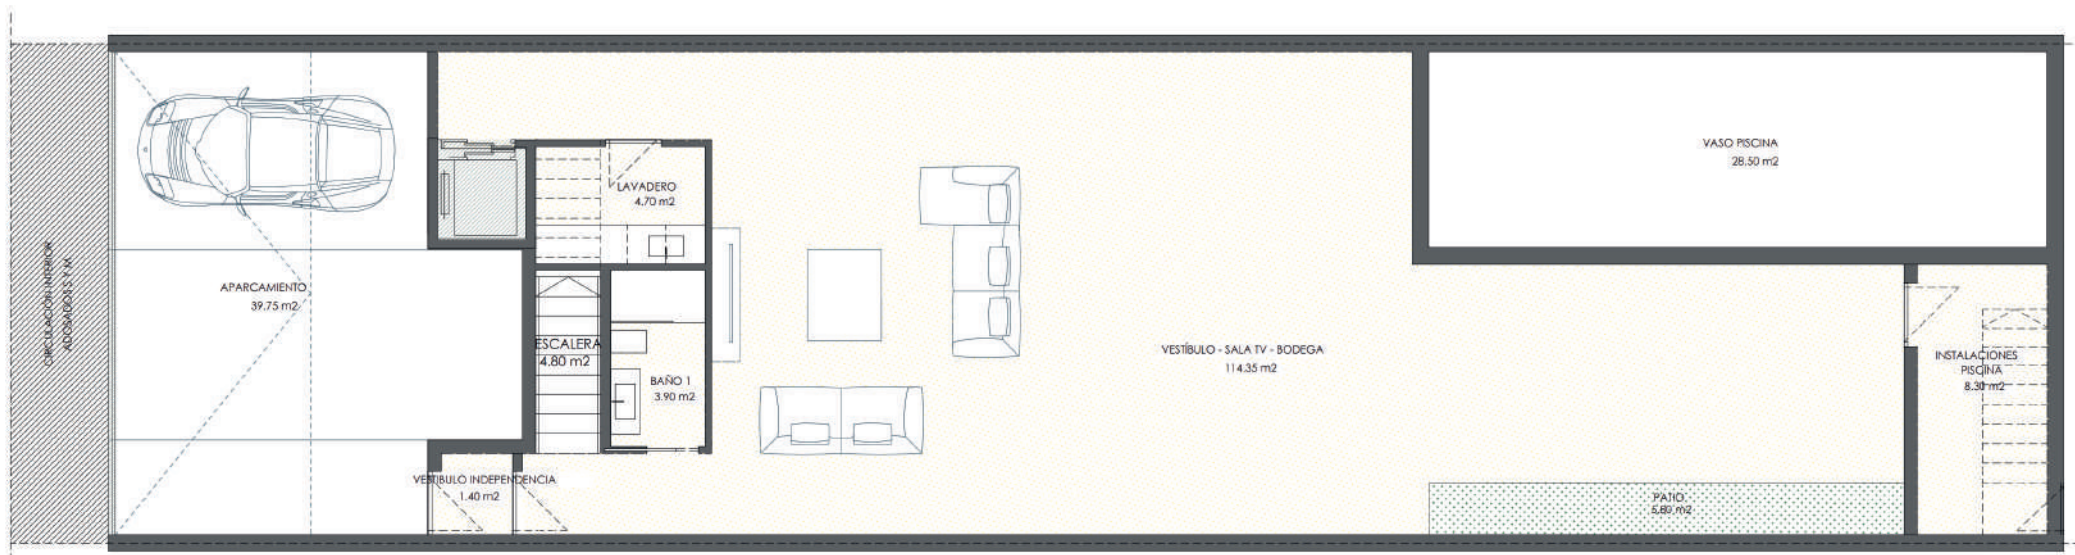 CIRCULACIÓN INTERIOR
ADOSADOS S Y M
APARCAMIENTO
39.75 m2
LAVADERO
4.70 m2
ESCALERA
4.80 m2
BAÑO 1
3.90 m2
VESTIBULO INDEPENDENCIA
1.40 m2
VESTÍBULO - SALA TV - BODEGA
114.35 m2
VASO PISCINA
28.50 m2
INSTALACIONES
PISCINA
8.30 m2
PATIO
5.80 m2